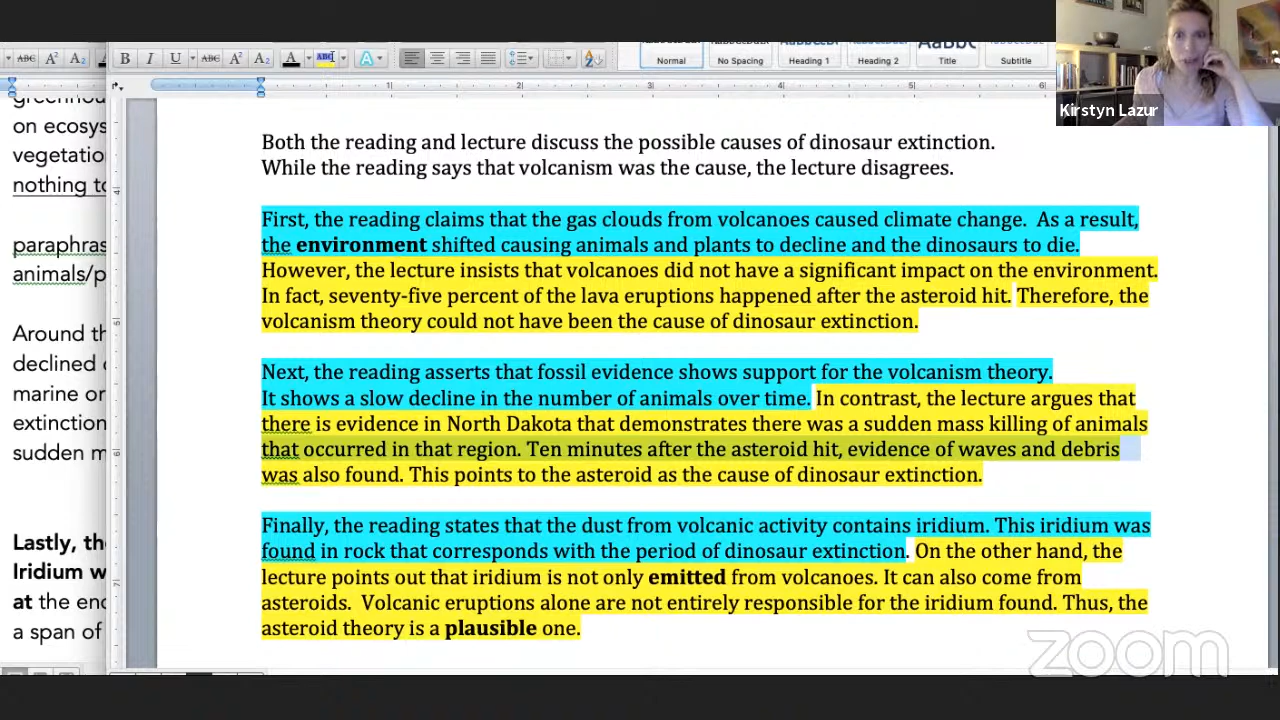 ABC A² A₂ B I U ABC A² A₂ A ABC A
Normal No Spacing Heading 1 Heading 2 Title Subtitle
Kirstyn Lazur
on ecosys
vegetatio
nothing to
paraphras
animals/p
Around th
declined
marine or
extinction
sudden m
Lastly, the
Iridium w
at the end
a span of
Both the reading and lecture discuss the possible causes of dinosaur extinction.
While the reading says that volcanism was the cause, the lecture disagrees.
First, the reading claims that the gas clouds from volcanoes caused climate change. As a result,
the environment shifted causing animals and plants to decline and the dinosaurs to die.
However, the lecture insists that volcanoes did not have a significant impact on the environment.
In fact, seventy-five percent of the lava eruptions happened after the asteroid hit. Therefore, the
volcanism theory could not have been the cause of dinosaur extinction.
Next, the reading asserts that fossil evidence shows support for the volcanism theory.
It shows a slow decline in the number of animals over time. In contrast, the lecture argues that
there is evidence in North Dakota that demonstrates there was a sudden mass killing of animals
that occurred in that region. Ten minutes after the asteroid hit, evidence of waves and debris
was also found. This points to the asteroid as the cause of dinosaur extinction.
Finally, the reading states that the dust from volcanic activity contains iridium. This iridium was
found in rock that corresponds with the period of dinosaur extinction. On the other hand, the
lecture points out that iridium is not only emitted from volcanoes. It can also come from
asteroids. Volcanic eruptions alone are not entirely responsible for the iridium found. Thus, the
asteroid theory is a plausible one.
zoom